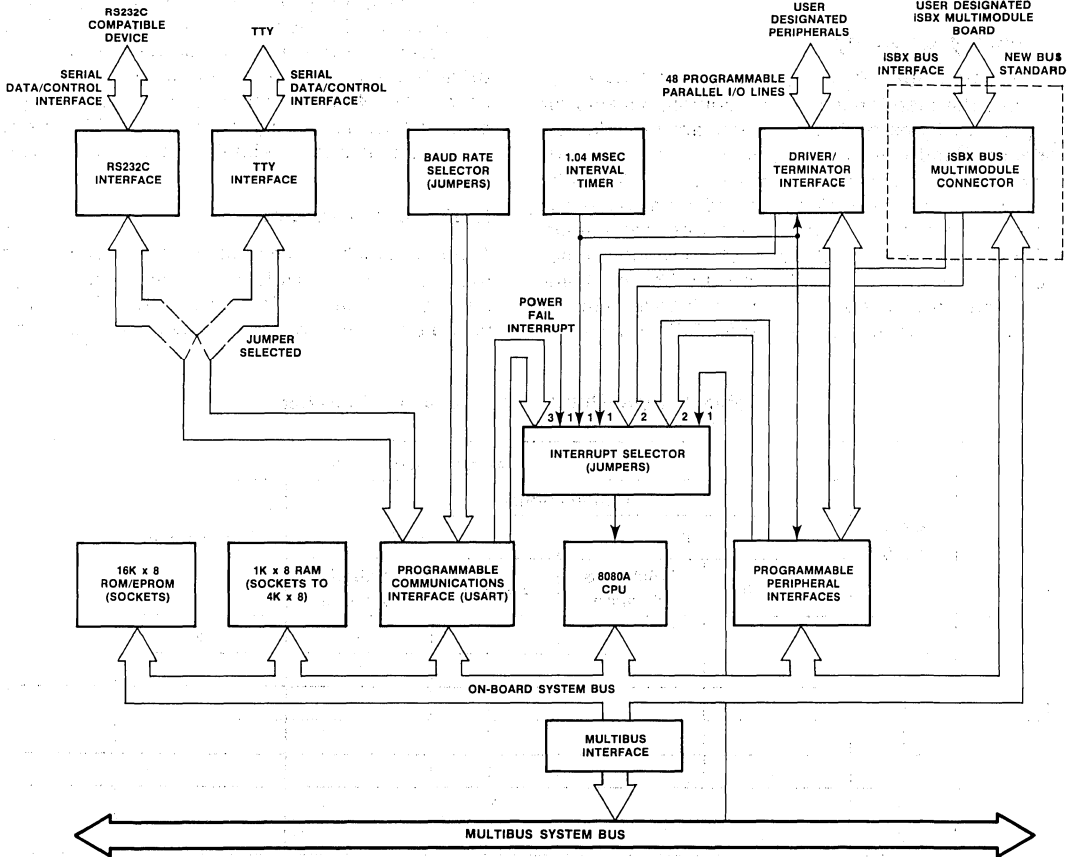 RS232C
COMPATIBLE
DEVICE
TTY
USER
DESIGNATED
PERIPHERALS
USER DESIGNATED
iSBX MULTIMODULE
BOARD
SERIAL
DATA/CONTROL
INTERFACE
SERIAL
DATA/CONTROL
INTERFACE
48 PROGRAMMABLE
PARALLEL I/O LINES
iSBX BUS
INTERFACE
NEW BUS
STANDARD
RS232C
INTERFACE
TTY
INTERFACE
BAUD RATE
SELECTOR
(JUMPERS)
1.04 MSEC
INTERVAL
TIMER
DRIVER/
TERMINATOR
INTERFACE
iSBX BUS
MULTIMODULE
CONNECTOR
POWER
FAIL
INTERRUPT
JUMPER
SELECTED
3 1 1 1 2 2 1
INTERRUPT SELECTOR
(JUMPERS)
16K x 8
ROM/EPROM
(SOCKETS)
1K x 8 RAM
(SOCKETS TO
4K x 8)
PROGRAMMABLE
COMMUNICATIONS
INTERFACE (USART)
8080A
CPU
PROGRAMMABLE
PERIPHERAL
INTERFACES
ON-BOARD SYSTEM BUS
MULTIBUS
INTERFACE
MULTIBUS SYSTEM BUS